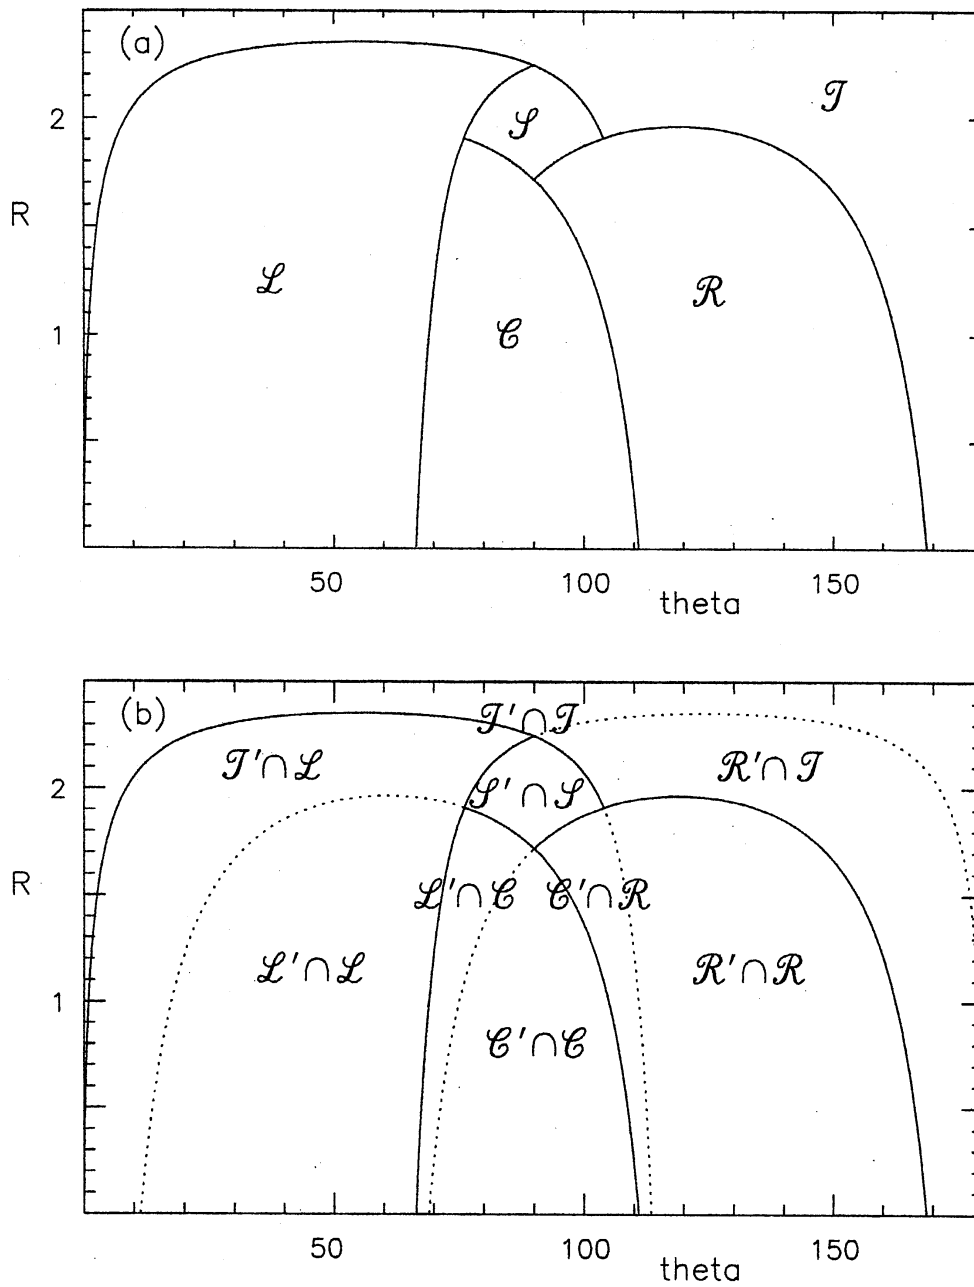 (a)
2
R
1
𝒯
𝒮
ℒ
𝒞
ℛ
50 100 150
theta
(b)
𝒯′∩𝒯
𝒯′∩ℒ
ℛ′∩𝒯
2
𝒮′∩𝒮
R
ℒ′∩𝒞 𝒞′∩ℛ
ℒ′∩ℒ
ℛ′∩ℛ
1
𝒞′∩𝒞
50 100 150
theta